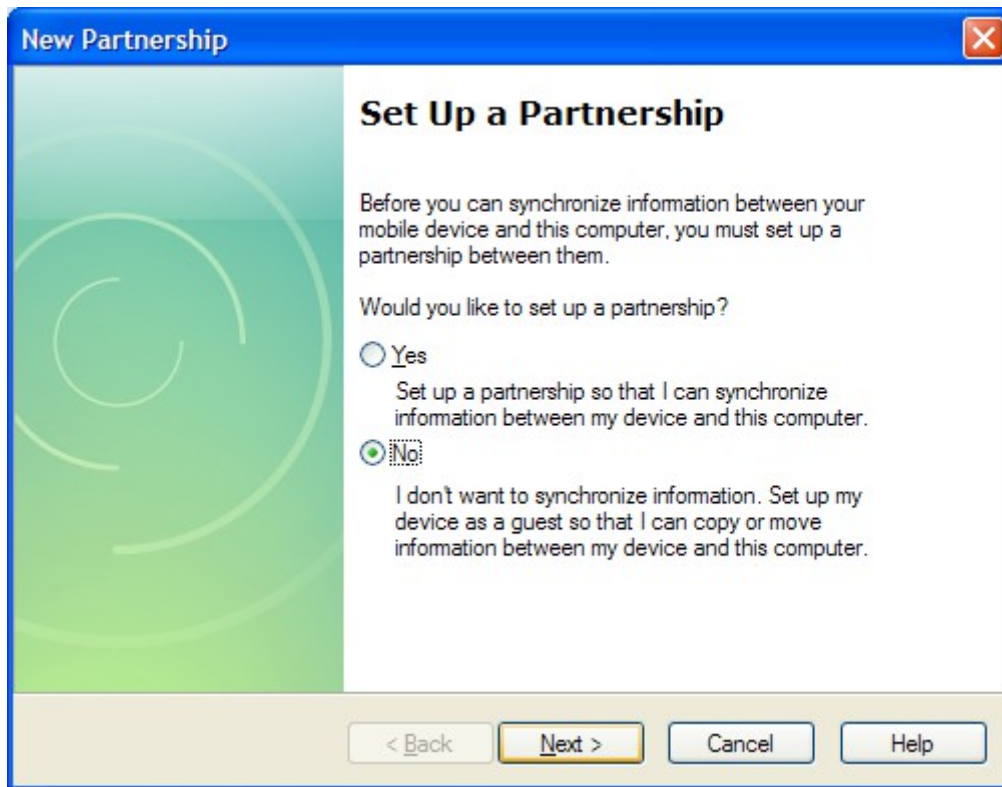 New Partnership
Set Up a Partnership
Before you can synchronize information between your
mobile device and this computer, you must set up a
partnership between them.
Would you like to set up a partnership?
Yes
Set up a partnership so that I can synchronize
information between my device and this computer.
No
I don't want to synchronize information. Set up my
device as a guest so that I can copy or move
information between my device and this computer.
< Back Next > Cancel Help